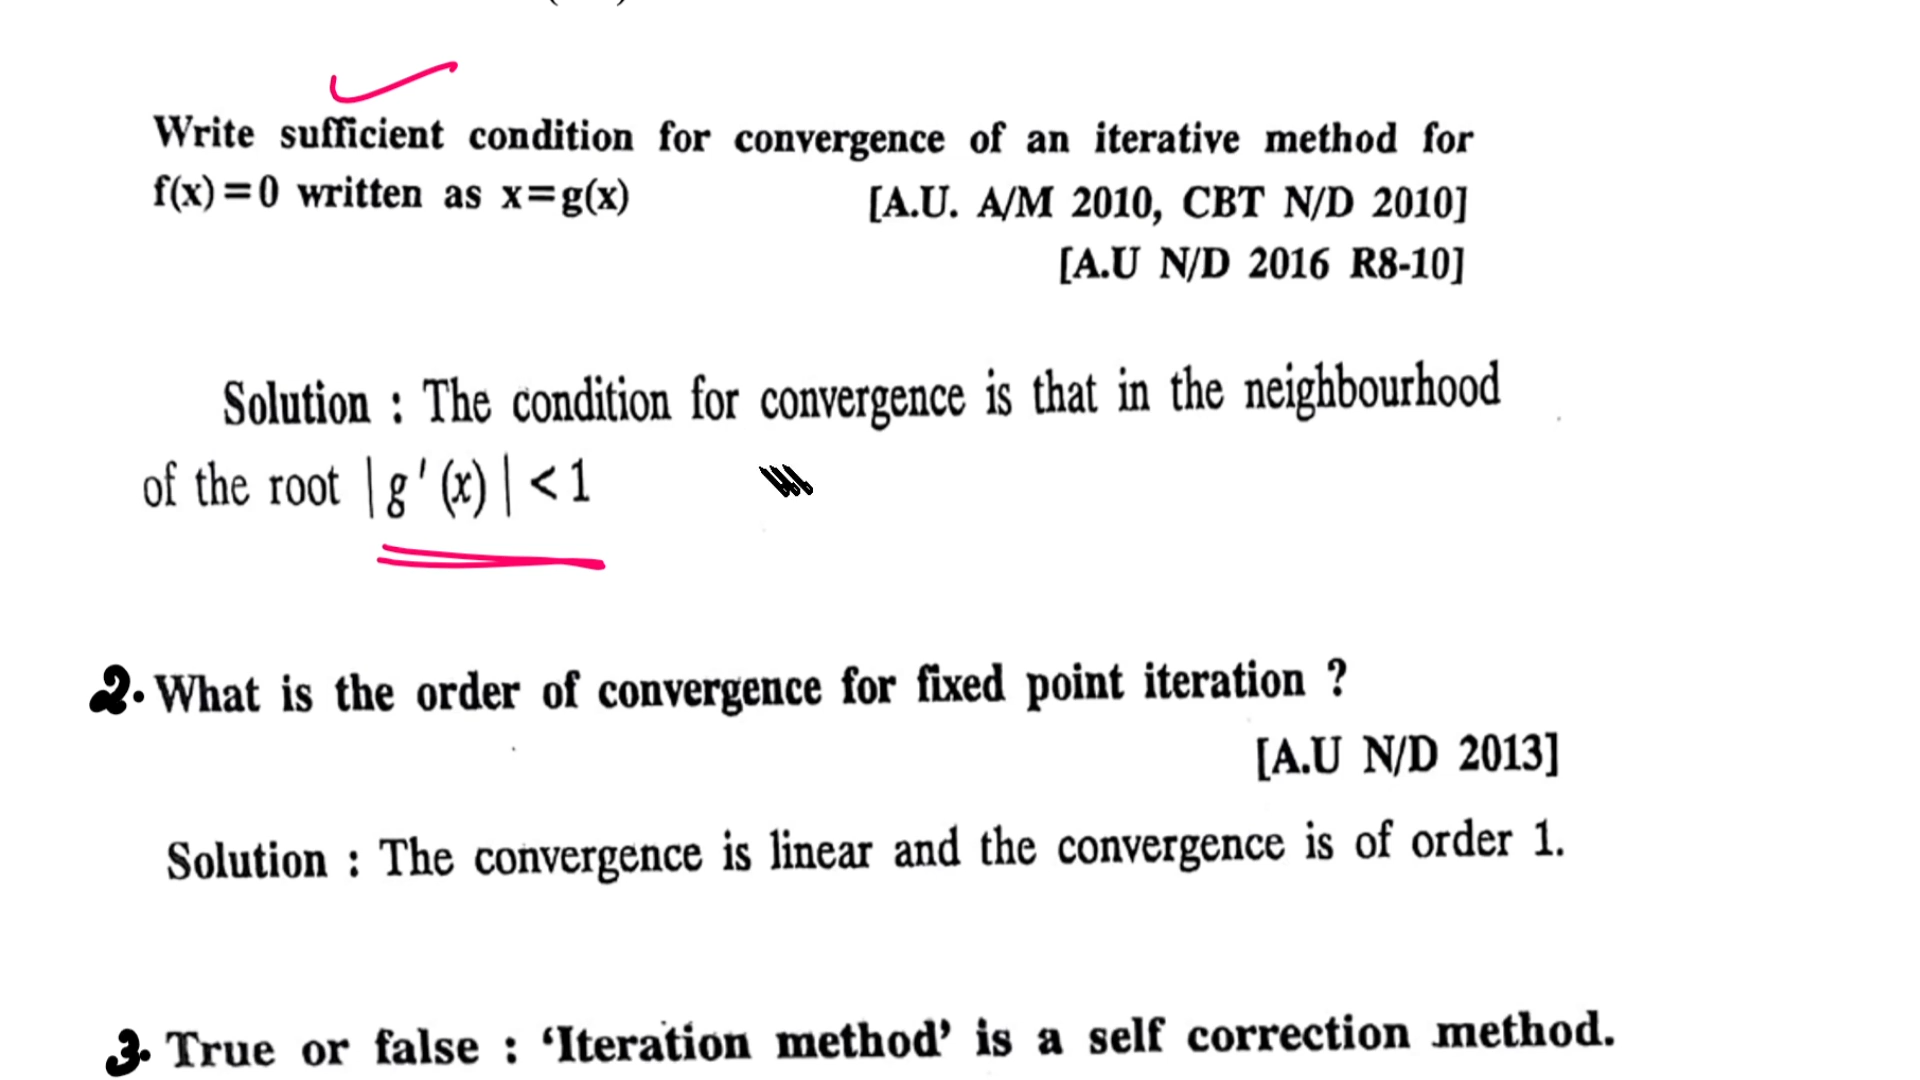 Write sufficient condition for convergence of an iterative method for
f(x)=0 written as x=g(x) [A.U. A/M 2010, CBT N/D 2010]
[A.U N/D 2016 R8-10]
Solution : The condition for convergence is that in the neighbourhood
of the root |g'(x)| < 1
2. What is the order of convergence for fixed point iteration ?
[A.U N/D 2013]
Solution : The convergence is linear and the convergence is of order 1.
3. True or false : ‘Iteration method’ is a self correction method.